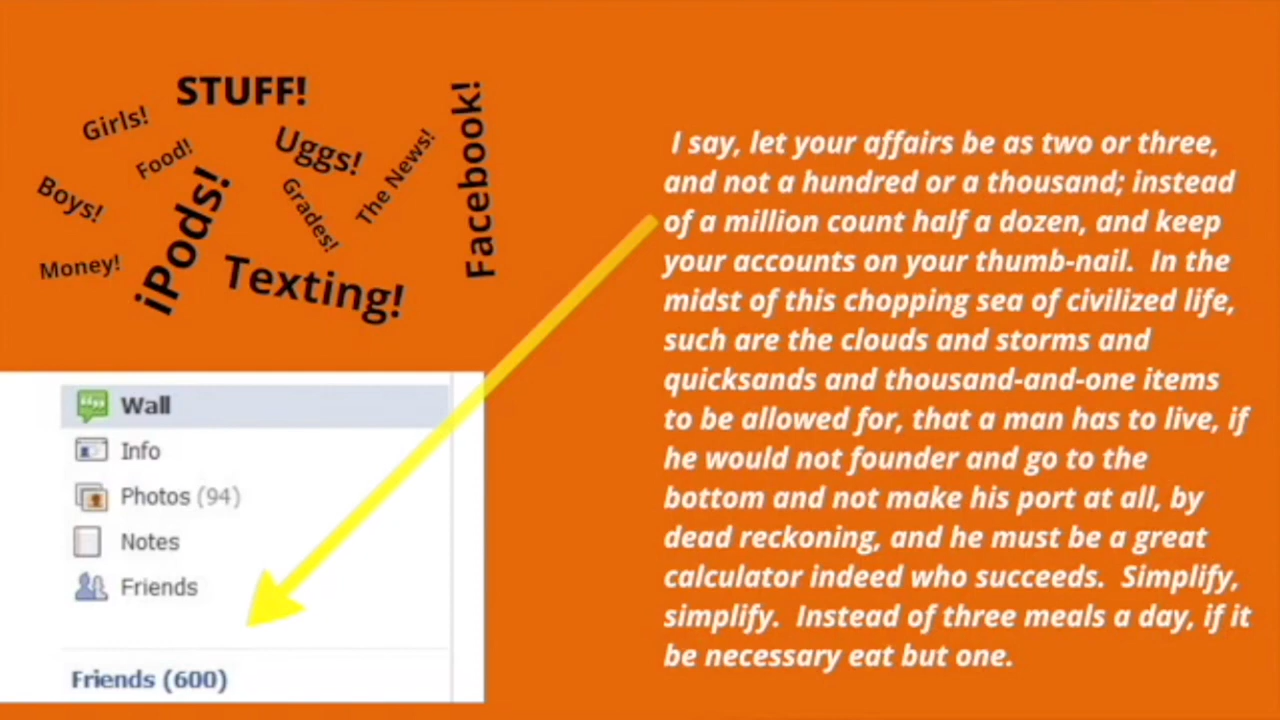 STUFF!
Girls!
Food!
Uggs!
The News!
Facebook!
Boys!
iPods!
Grades!
Money!
Texting!
Wall
Info
Photos (94)
Notes
Friends
Friends (600)
I say, let your affairs be as two or three,
and not a hundred or a thousand; instead
of a million count half a dozen, and keep
your accounts on your thumb-nail.  In the
midst of this chopping sea of civilized life,
such are the clouds and storms and
quicksands and thousand-and-one items
to be allowed for, that a man has to live, if
he would not founder and go to the
bottom and not make his port at all, by
dead reckoning, and he must be a great
calculator indeed who succeeds.  Simplify,
simplify.  Instead of three meals a day, if it
be necessary eat but one.